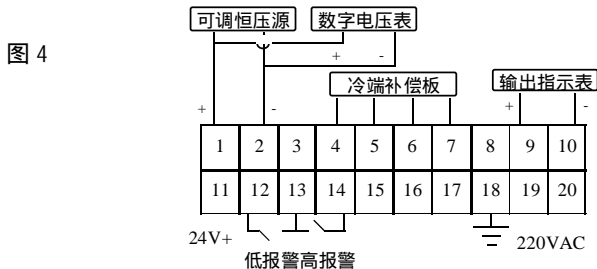 可调恒压源 数字电压表
图 4
+ -
冷端补偿板 输出指示表
+ - + -
1 2 3 4 5 6 7 8 9 10
11 12 13 14 15 16 17 18 19 20
24V+ 220VAC
低报警高报警